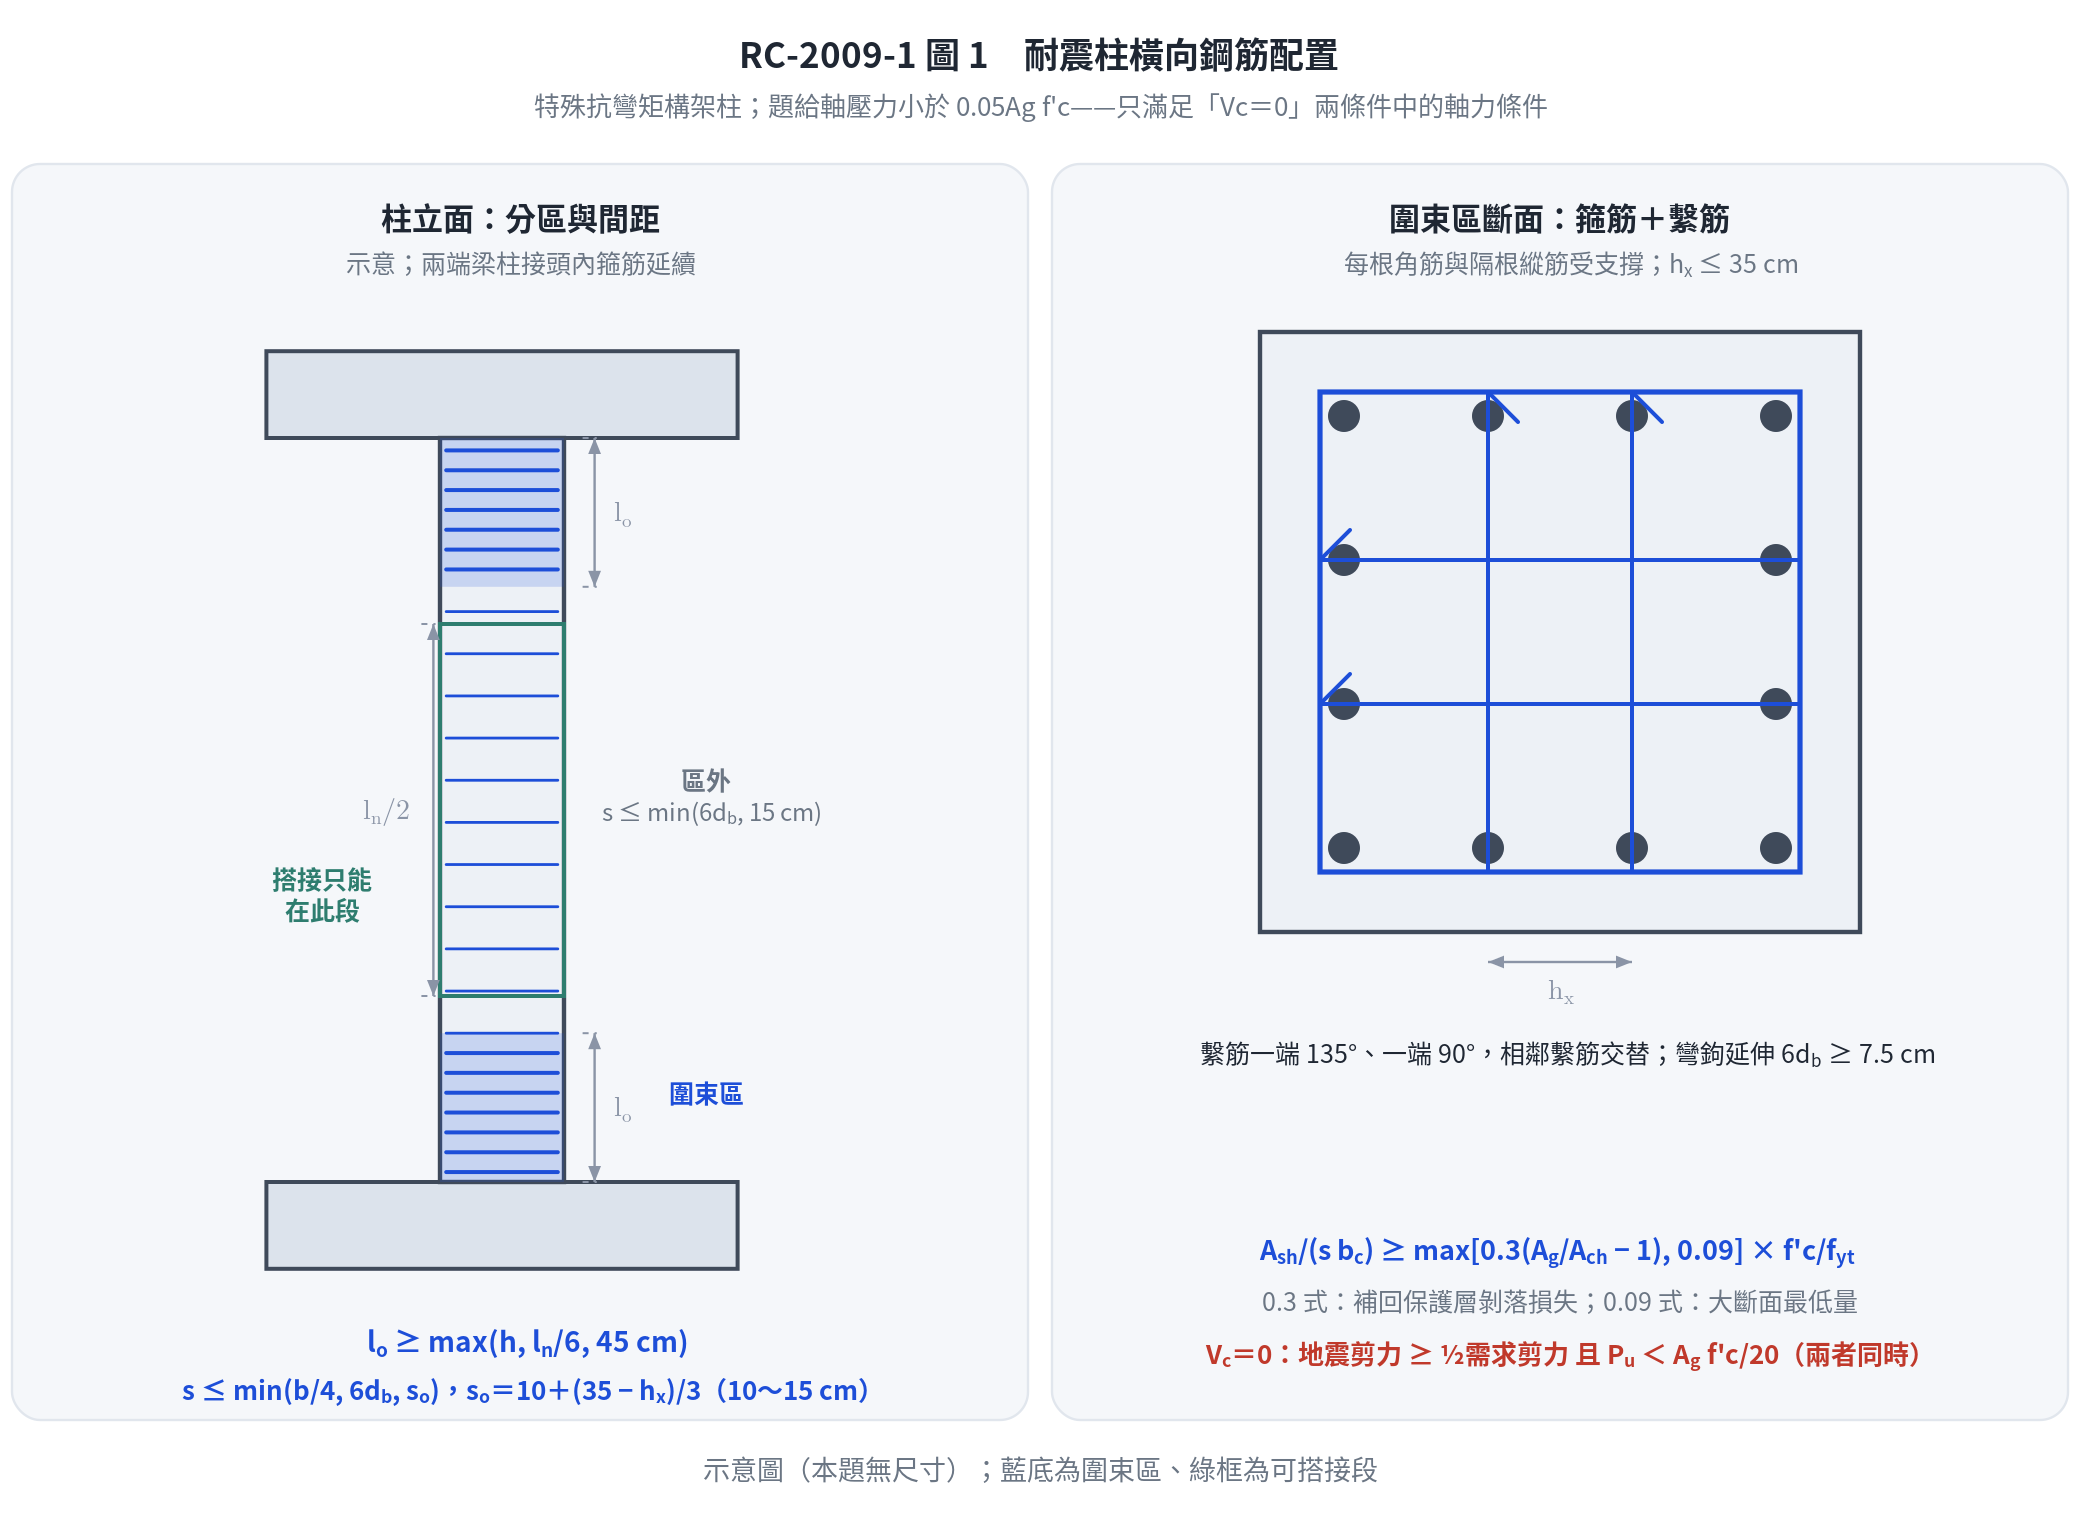 RC-2009-1 圖 1　耐震柱橫向鋼筋配置
特殊抗彎矩構架柱；題給軸壓力小於 0.05Ag f'c——只滿足「Vc＝0」兩條件中的軸力條件
柱立面：分區與間距
示意；兩端梁柱接頭內箍筋延續
lo
ln/2
區外
s ≤ min(6db, 15 cm)
搭接只能
在此段
lo
圍束區
lo ≥ max(h, ln/6, 45 cm)
s ≤ min(b/4, 6db, so)，so＝10＋(35 − hx)/3（10～15 cm）
圍束區斷面：箍筋＋繫筋
每根角筋與隔根縱筋受支撐；hx ≤ 35 cm
hx
繫筋一端 135°、一端 90°，相鄰繫筋交替；彎鉤延伸 6db ≥ 7.5 cm
Ash/(s bc) ≥ max[0.3(Ag/Ach − 1), 0.09] × f'c/fyt
0.3 式：補回保護層剝落損失；0.09 式：大斷面最低量
Vc＝0：地震剪力 ≥ ½需求剪力 且 Pu < Ag f'c/20（兩者同時）
示意圖（本題無尺寸）；藍底為圍束區、綠框為可搭接段